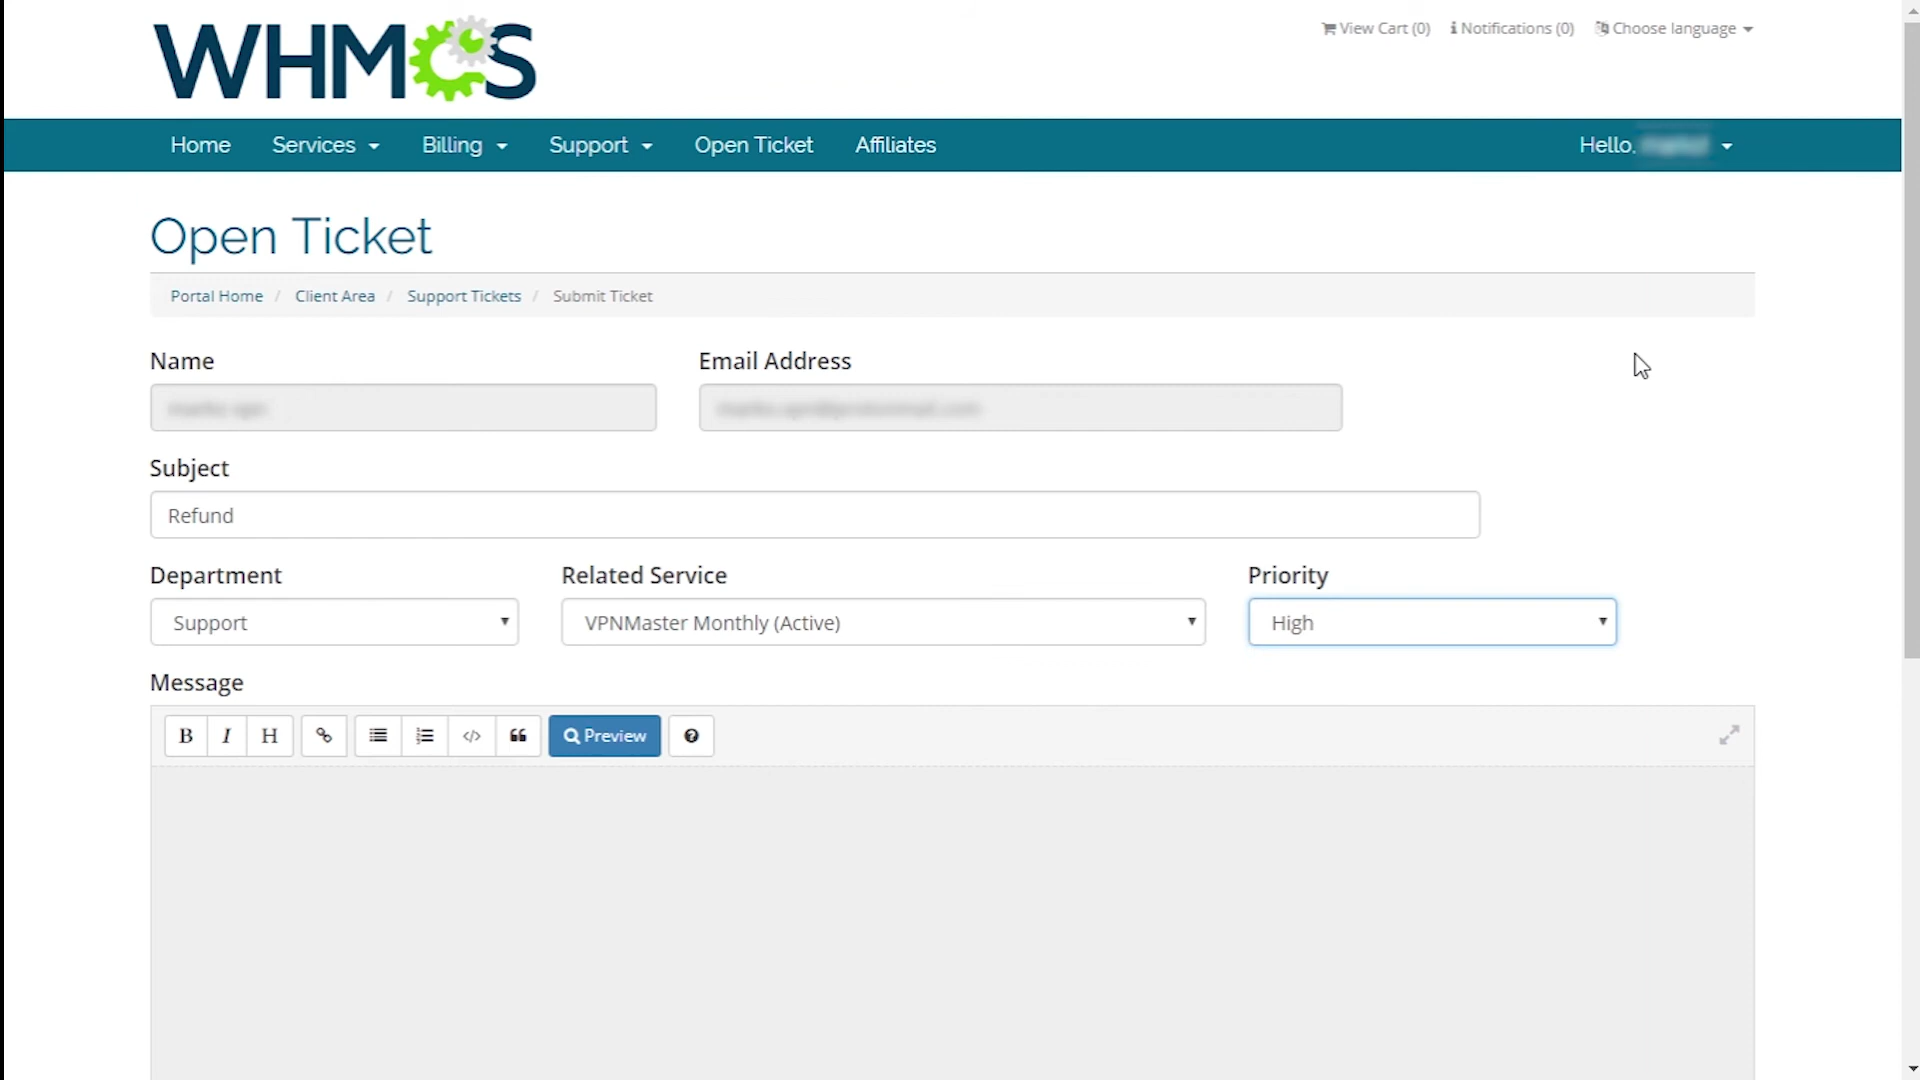 WHMCS
View Cart (0) Notifications (0) Choose language
Home Services Billing Support Open Ticket Affiliates Hello,
Open Ticket
Portal Home / Client Area / Support Tickets / Submit Ticket
Name Email Address
Subject
Refund
Department Related Service Priority
Support VPNMaster Monthly (Active) High
Message
B I H Preview